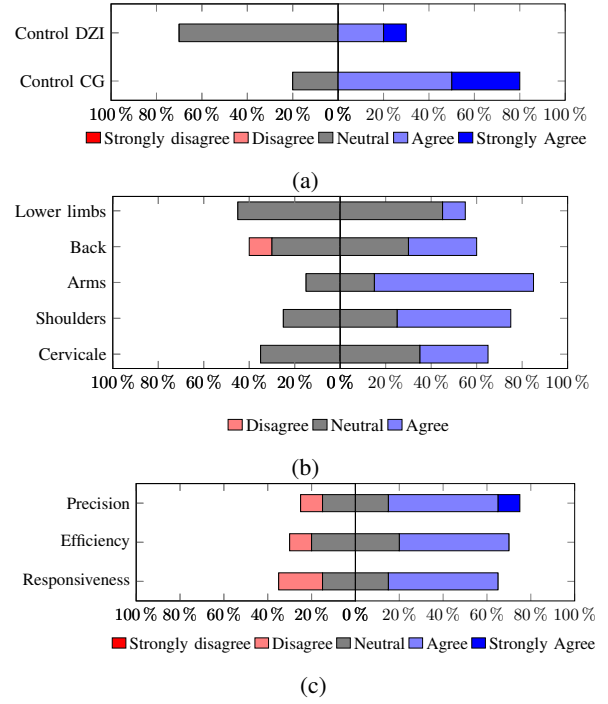 Control DZI
Control CG
100 % 80 % 60 % 40 % 20 % 0 % 20 % 40 % 60 % 80 % 100 %
Strongly disagree Disagree Neutral Agree Strongly Agree
(a)
Lower limbs
Back
Arms
Shoulders
Cervicale
100 % 80 % 60 % 40 % 20 % 0 % 20 % 40 % 60 % 80 % 100 %
Disagree Neutral Agree
(b)
Precision
Efficiency
Responsiveness
100 % 80 % 60 % 40 % 20 % 0 % 20 % 40 % 60 % 80 % 100 %
Strongly disagree Disagree Neutral Agree Strongly Agree
(c)